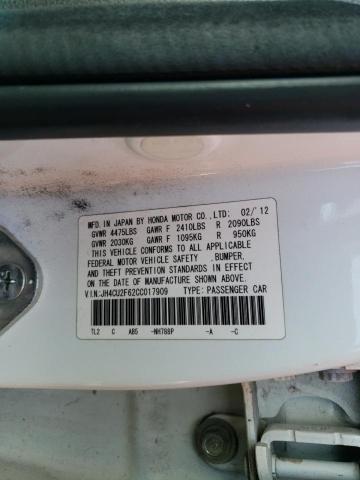 MFD. IN JAPAN BY HONDA MOTOR CO.,LTD: 02/'12
GVWR 4475LBS GAWR F 2410LBS R 2090LBS
GVWR 2030KG GAWR F 1095KG R 950KG
THIS VEHICLE CONFORMS TO ALL APPLICABLE
FEDERAL MOTOR VEHICLE SAFETY ,BUMPER,
AND THEFT PREVENTION STANDARDS IN EFFECT
ON THE DATE OF MANUFACTURE SHOWN ABOVE.
V.I.N:JH4CU2F62CC017909 TYPE: PASSENGER CAR
TL2 C AB5 -NH788P -A -C